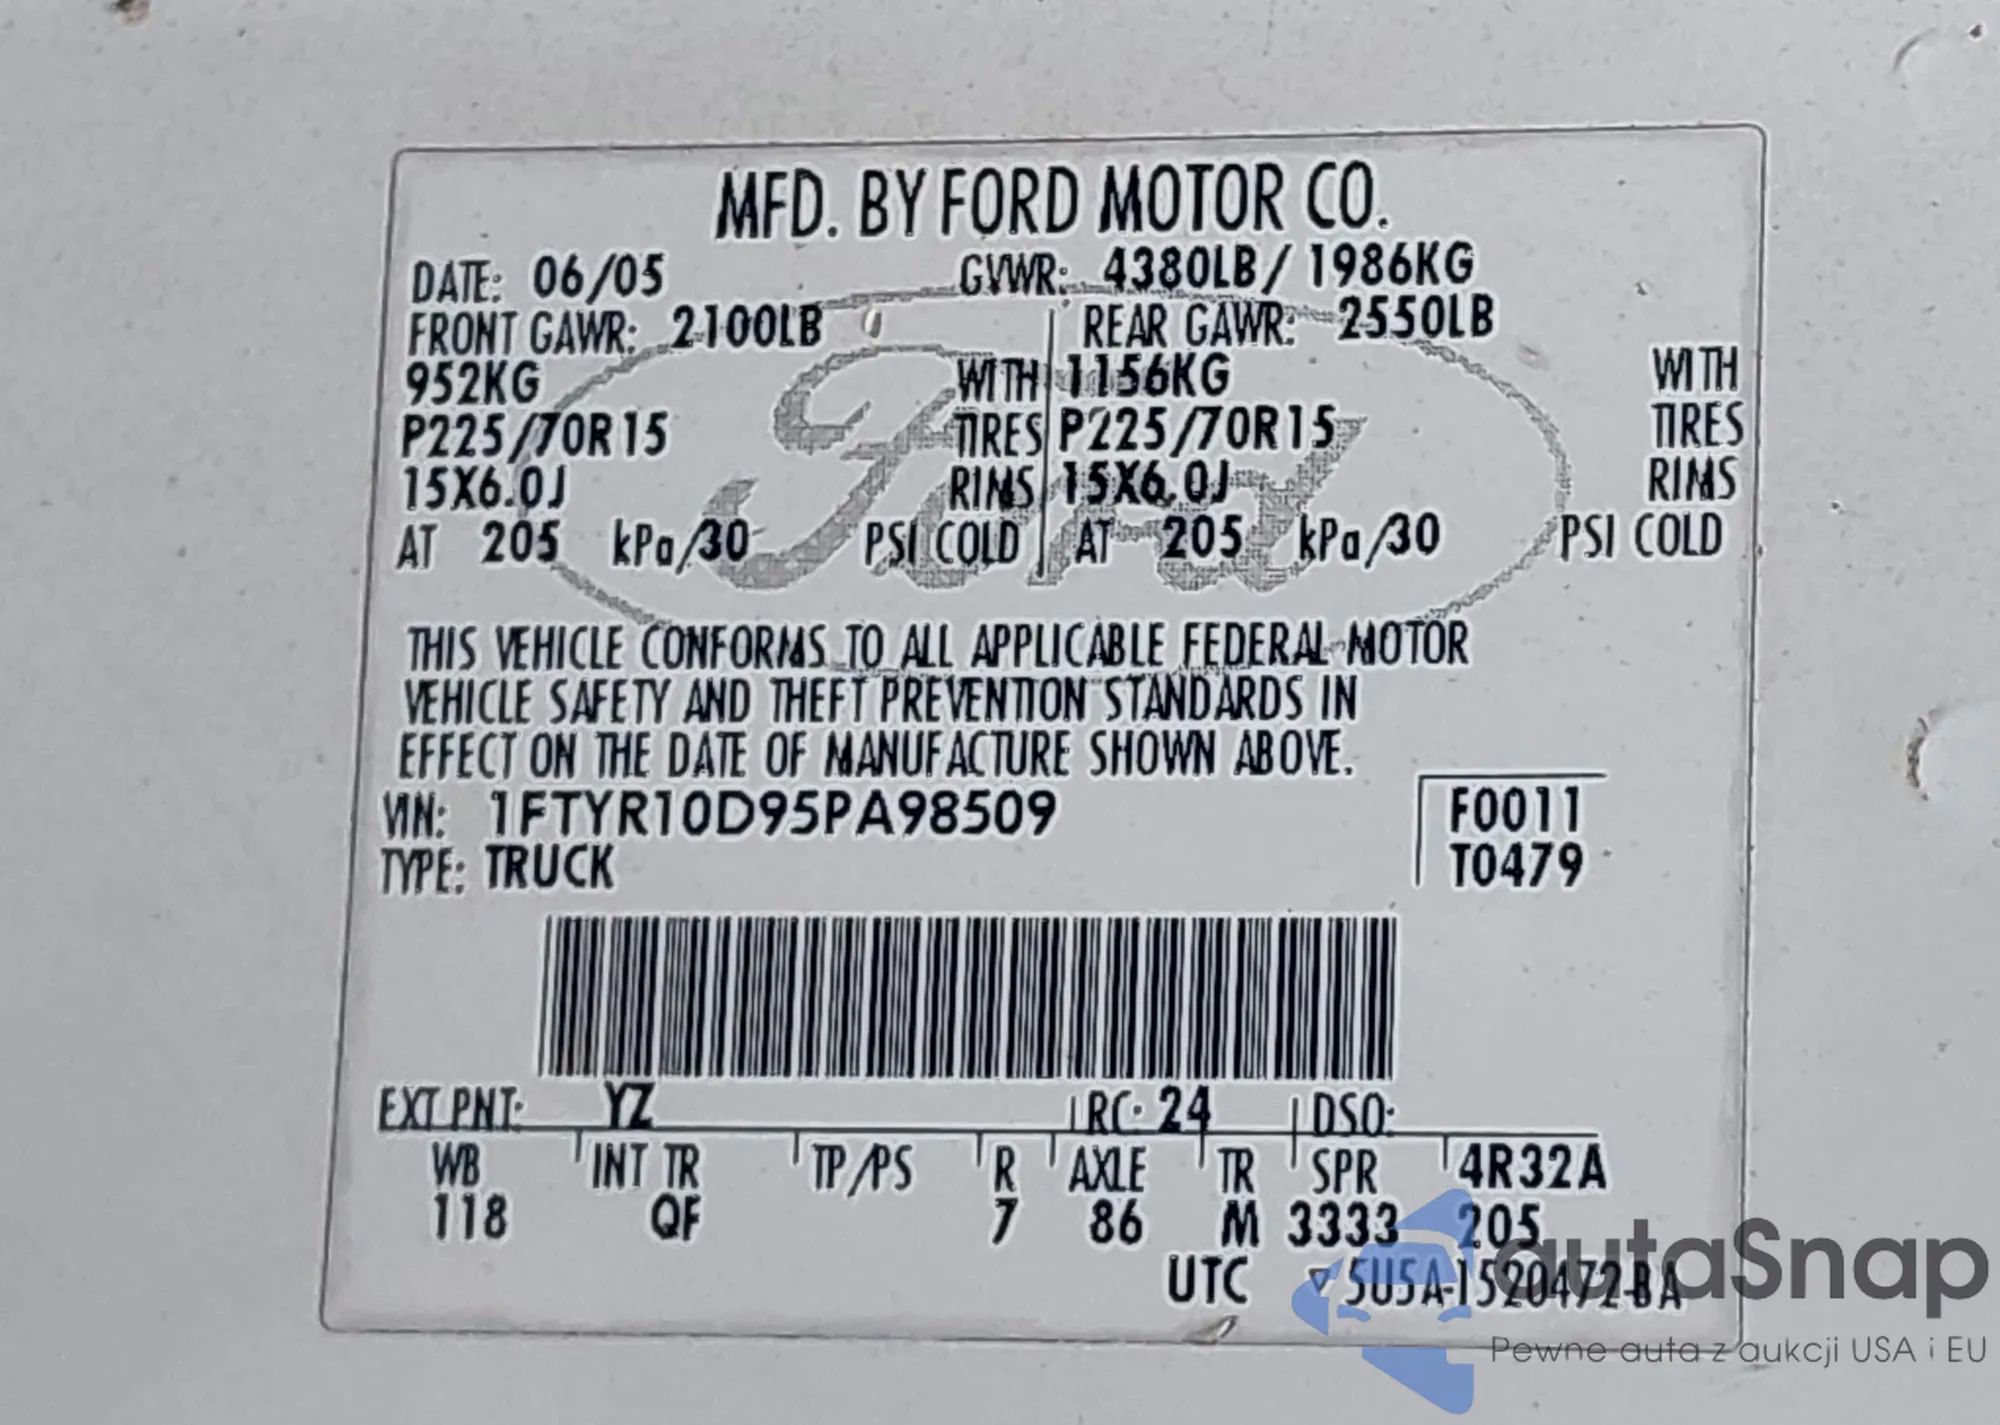 MFD. BY FORD MOTOR CO.
DATE: 06/05 GVWR: 4380LB/ 1986KG
FRONT GAWR: 2100LB REAR GAWR: 2550LB
952KG WITH 1156KG WITH
P225/70R15 TIRES P225/70R15 TIRES
15X6.0J RIMS 15X6.0J RIMS
AT 205 kPa/30 PSI COLD AT 205 kPa/30 PSI COLD
Ford
THIS VEHICLE CONFORMS TO ALL APPLICABLE FEDERAL MOTOR
VEHICLE SAFETY AND THEFT PREVENTION STANDARDS IN
EFFECT ON THE DATE OF MANUFACTURE SHOWN ABOVE.
VIN: 1FTYR10D95PA98509 F0011
TYPE: TRUCK T0479
EXT PNT: YZ RC: 24 DSO:
WB INT TR TP/PS R AXLE TR SPR 4R32A
118 QF 7 86 M 3333 205
UTC ▽ 5U5A-1520472-BA
autaSnap
Pewne auta z aukcji USA i EU